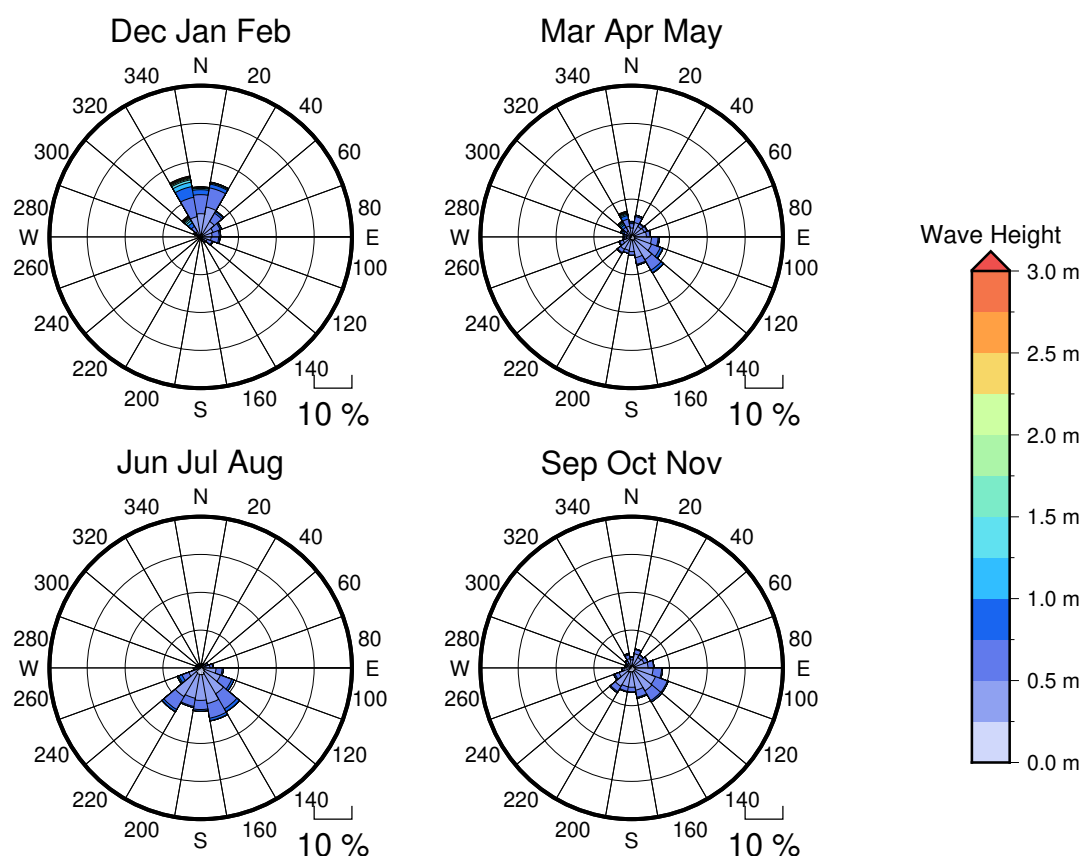 Dec Jan Feb
N
20
40
60
80
E
100
120
140
160
S
200
220
240
260
W
280
300
320
340
10 %
Mar Apr May
N
20
40
60
80
E
100
120
140
160
S
200
220
240
260
W
280
300
320
340
10 %
Jun Jul Aug
N
20
40
60
80
E
100
120
140
160
S
200
220
240
260
W
280
300
320
340
10 %
Sep Oct Nov
N
20
40
60
80
E
100
120
140
160
S
200
220
240
260
W
280
300
320
340
10 %
Wave Height
3.0 m
2.5 m
2.0 m
1.5 m
1.0 m
0.5 m
0.0 m